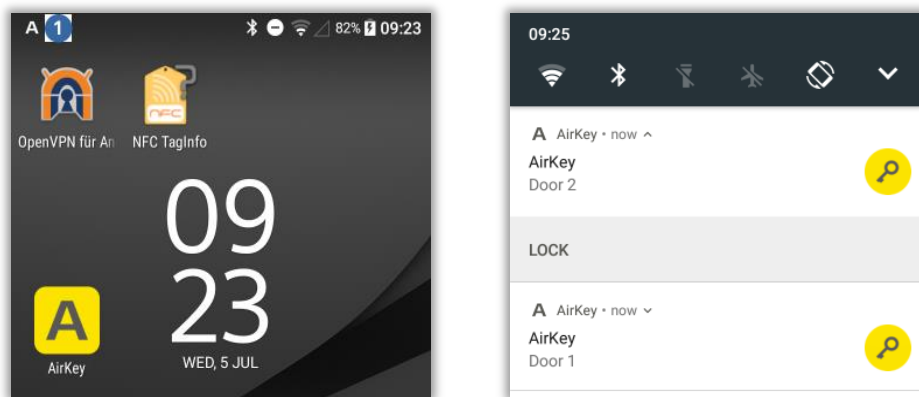 A 1 82% 09:23
OpenVPN für An
NFC
NFC TagInfo
09
23
WED, 5 JUL
A
AirKey
09:25
A AirKey • now
AirKey
Door 2
LOCK
A AirKey • now
AirKey
Door 1